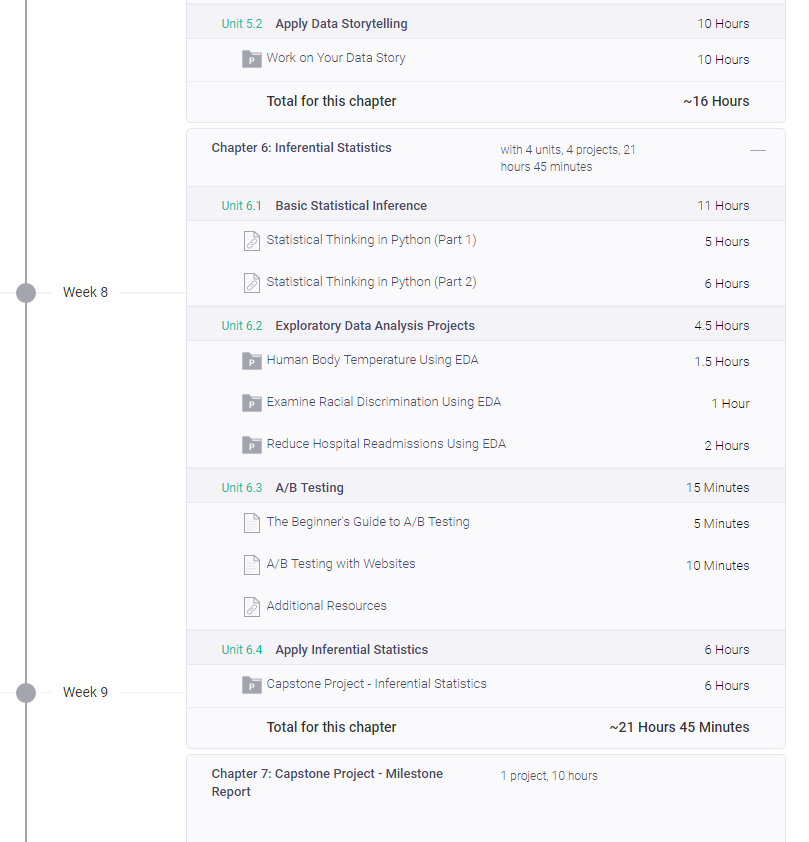 Unit 5.2 Apply Data Storytelling 10 Hours
P Work on Your Data Story 10 Hours
Total for this chapter ~16 Hours
Chapter 6: Inferential Statistics with 4 units, 4 projects, 21
hours 45 minutes
Unit 6.1 Basic Statistical Inference 11 Hours
Statistical Thinking in Python (Part 1) 5 Hours
Statistical Thinking in Python (Part 2) 6 Hours
Week 8
Unit 6.2 Exploratory Data Analysis Projects 4.5 Hours
P Human Body Temperature Using EDA 1.5 Hours
P Examine Racial Discrimination Using EDA 1 Hour
P Reduce Hospital Readmissions Using EDA 2 Hours
Unit 6.3 A/B Testing 15 Minutes
The Beginner's Guide to A/B Testing 5 Minutes
A/B Testing with Websites 10 Minutes
Additional Resources
Unit 6.4 Apply Inferential Statistics 6 Hours
P Capstone Project - Inferential Statistics 6 Hours
Week 9
Total for this chapter ~21 Hours 45 Minutes
Chapter 7: Capstone Project - Milestone 1 project, 10 hours
Report